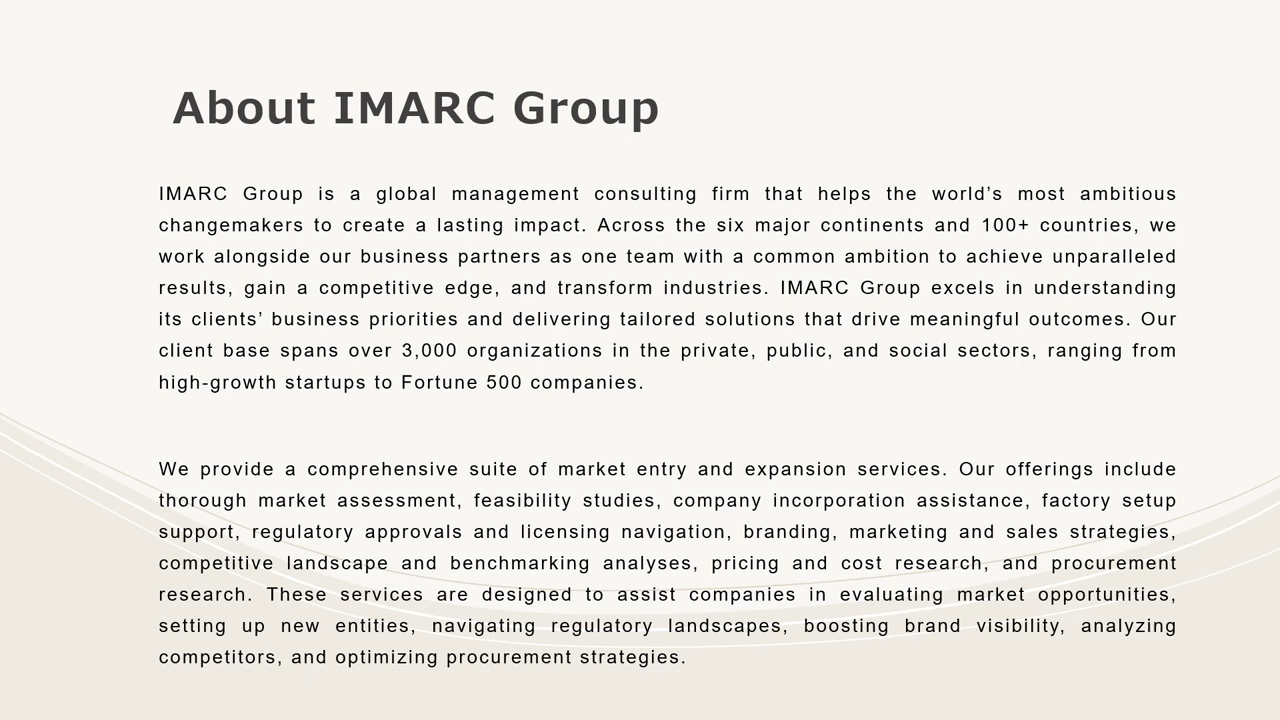 About IMARC Group
IMARC Group is a global management consulting firm that helps the world’s most ambitious
changemakers to create a lasting impact. Across the six major continents and 100+ countries, we
work alongside our business partners as one team with a common ambition to achieve unparalleled
results, gain a competitive edge, and transform industries. IMARC Group excels in understanding
its clients’ business priorities and delivering tailored solutions that drive meaningful outcomes. Our
client base spans over 3,000 organizations in the private, public, and social sectors, ranging from
high-growth startups to Fortune 500 companies.
We provide a comprehensive suite of market entry and expansion services. Our offerings include
thorough market assessment, feasibility studies, company incorporation assistance, factory setup
support, regulatory approvals and licensing navigation, branding, marketing and sales strategies,
competitive landscape and benchmarking analyses, pricing and cost research, and procurement
research. These services are designed to assist companies in evaluating market opportunities,
setting up new entities, navigating regulatory landscapes, boosting brand visibility, analyzing
competitors, and optimizing procurement strategies.